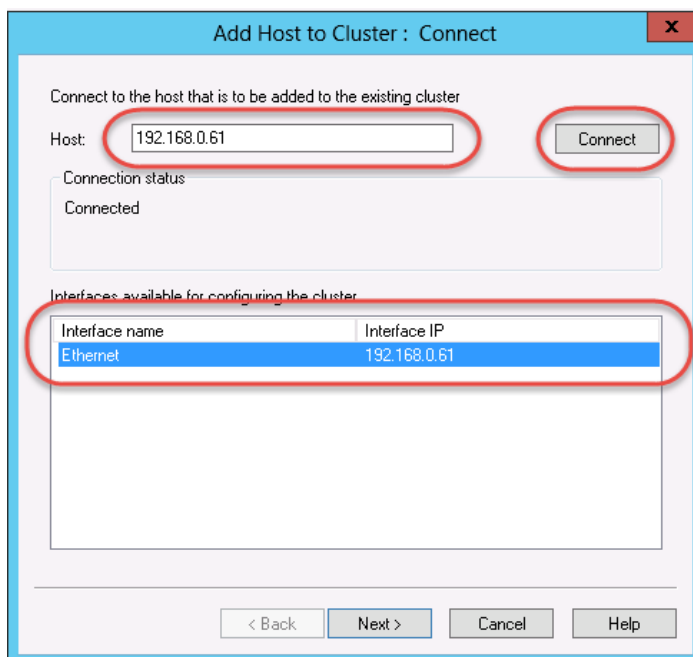 Add Host to Cluster : Connect
x
Connect to the host that is to be added to the existing cluster
Host: 192.168.0.61 Connect
Connection status
Connected
Interfaces available for configuring the cluster
Interface name Interface IP
Ethernet 192.168.0.61
< Back Next > Cancel Help